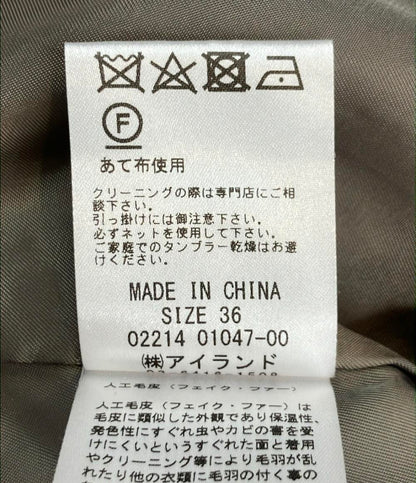 F
あて布使用
クリーニングの際は専門店にご相
談下さい。
引っ掛けには御注意下さい。
必ずネットを使用して下さい。
ご家庭でのタンブラー乾燥はお避
けください。
MADE IN CHINA
SIZE 36
02214 01047-00
㈱アイランド
人工毛皮(フェイク・ファー)
人工毛皮(フェイク・ファー)は
毛皮に類似した外観であり保温性、
発色性にすぐれ虫やカビの害を受
けにくいというすぐれた面と着用
やクリーニング等により毛羽が乱
れたり他の衣類に毛羽の付く事の